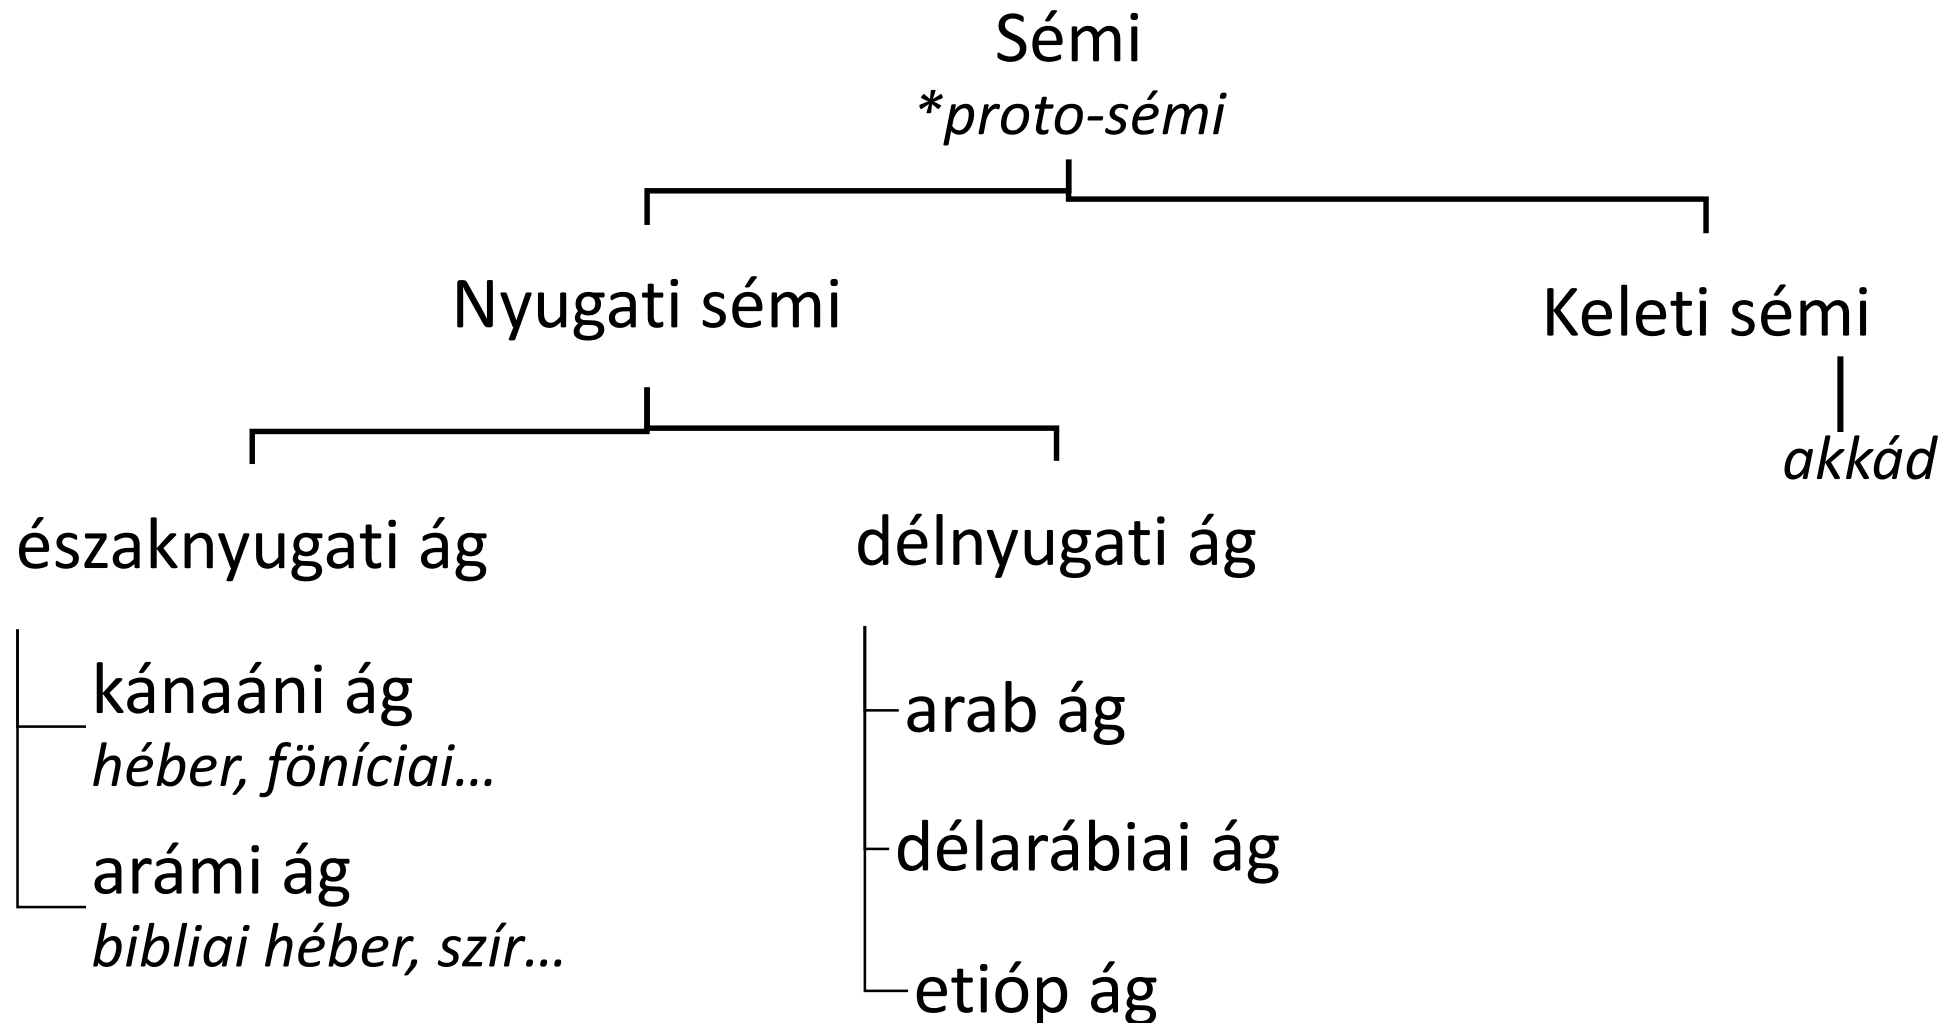 Sémi
*proto-sémi
Nyugati sémi
Keleti sémi
akkád
északnyugati ág
délnyugati ág
kánaáni ág
héber, föníciai...
arámi ág
bibliai héber, szír...
arab ág
délarábiai ág
etióp ág